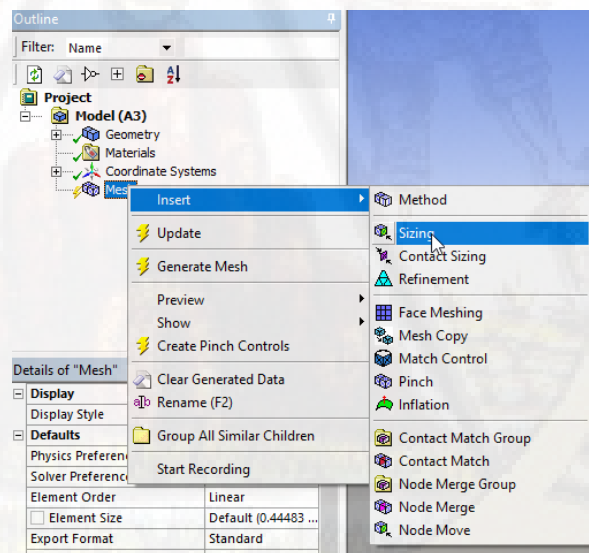 Outline
Filter: Name
Project
Model (A3)
Geometry
Materials
Coordinate Systems
Mesh
Insert
Update
Generate Mesh
Preview
Show
Create Pinch Controls
Clear Generated Data
Rename (F2)
Group All Similar Children
Start Recording
Method
Sizing
Contact Sizing
Refinement
Face Meshing
Mesh Copy
Match Control
Pinch
Inflation
Contact Match Group
Contact Match
Node Merge Group
Node Merge
Node Move
Details of "Mesh"
Display
Display Style
Defaults
Physics Preferen
Solver Preferenc
Element Order Linear
Element Size Default (0.44483 ...
Export Format Standard